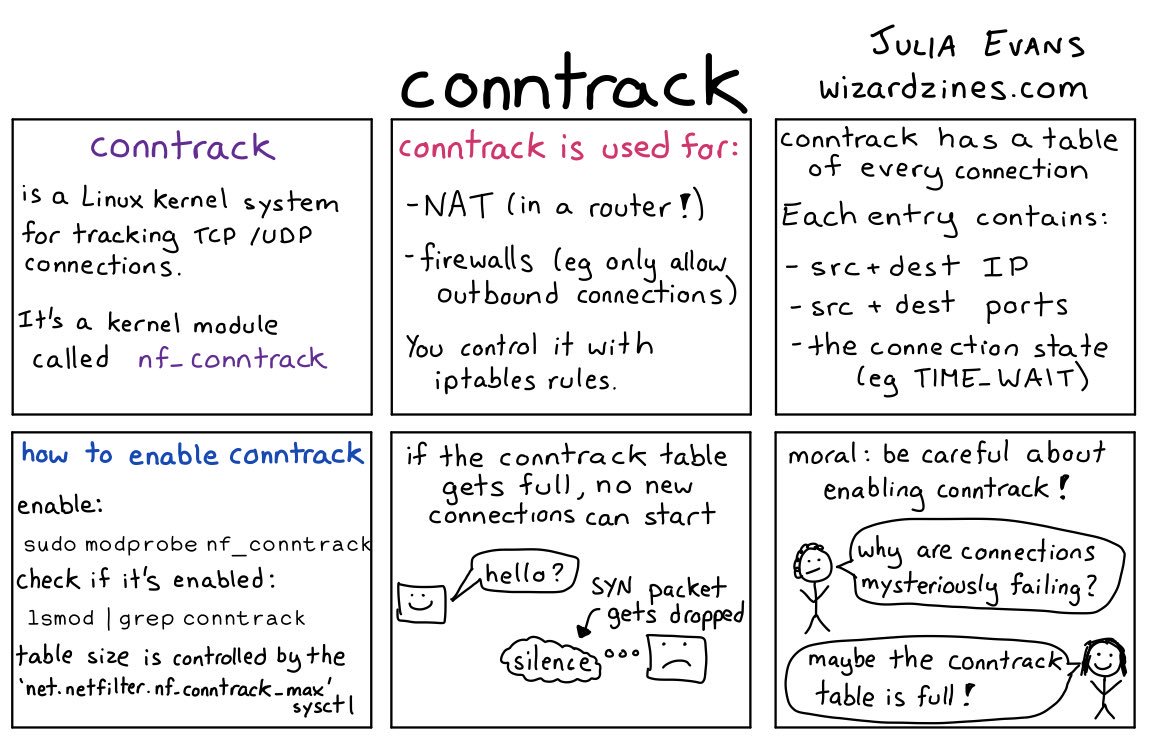 JULIA EVANS
wizardzines.com
conntrack
conntrack
is a Linux kernel system
for tracking TCP /UDP
connections.
It's a kernel module
called nf_conntrack
conntrack is used for:
- NAT (in a router!)
- firewalls (eg only allow
outbound connections)
You control it with
iptables rules.
conntrack has a table
of every connection
Each entry contains:
- src + dest IP
- src + dest ports
- the connection state
(eg TIME_WAIT)
how to enable conntrack
enable:
sudo modprobe nf_conntrack
check if it's enabled:
lsmod | grep conntrack
table size is controlled by the
'net.netfilter.nf_conntrack_max'
sysctl
if the conntrack table
gets full, no new
connections can start
hello?
SYN packet
gets dropped
silence
moral: be careful about
enabling conntrack!
why are connections
mysteriously failing?
maybe the conntrack
table is full!